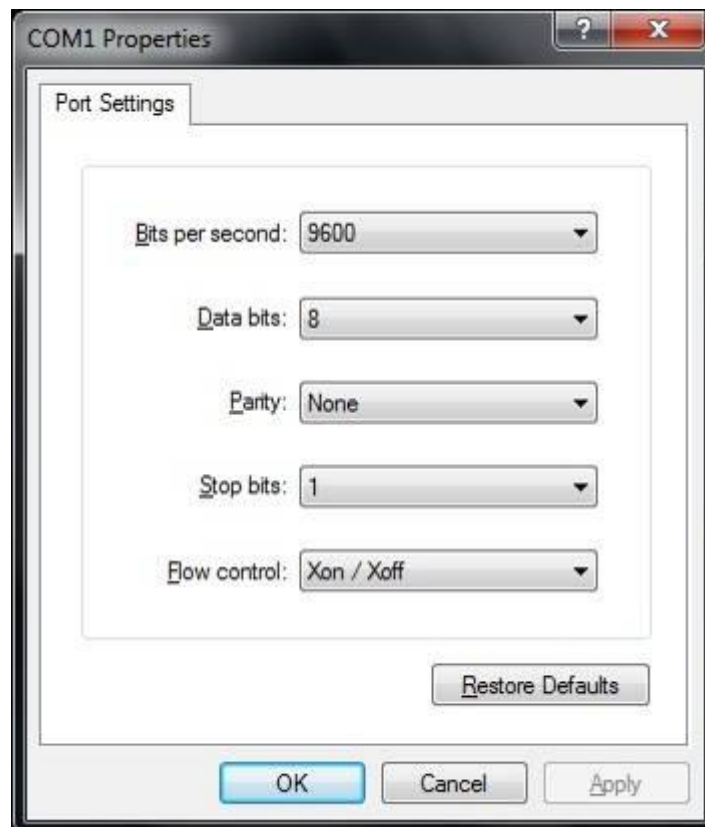 COM1 Properties
?
Port Settings
Bits per second: 9600
Data bits: 8
Parity: None
Stop bits: 1
Flow control: Xon / Xoff
Restore Defaults
OK Cancel Apply